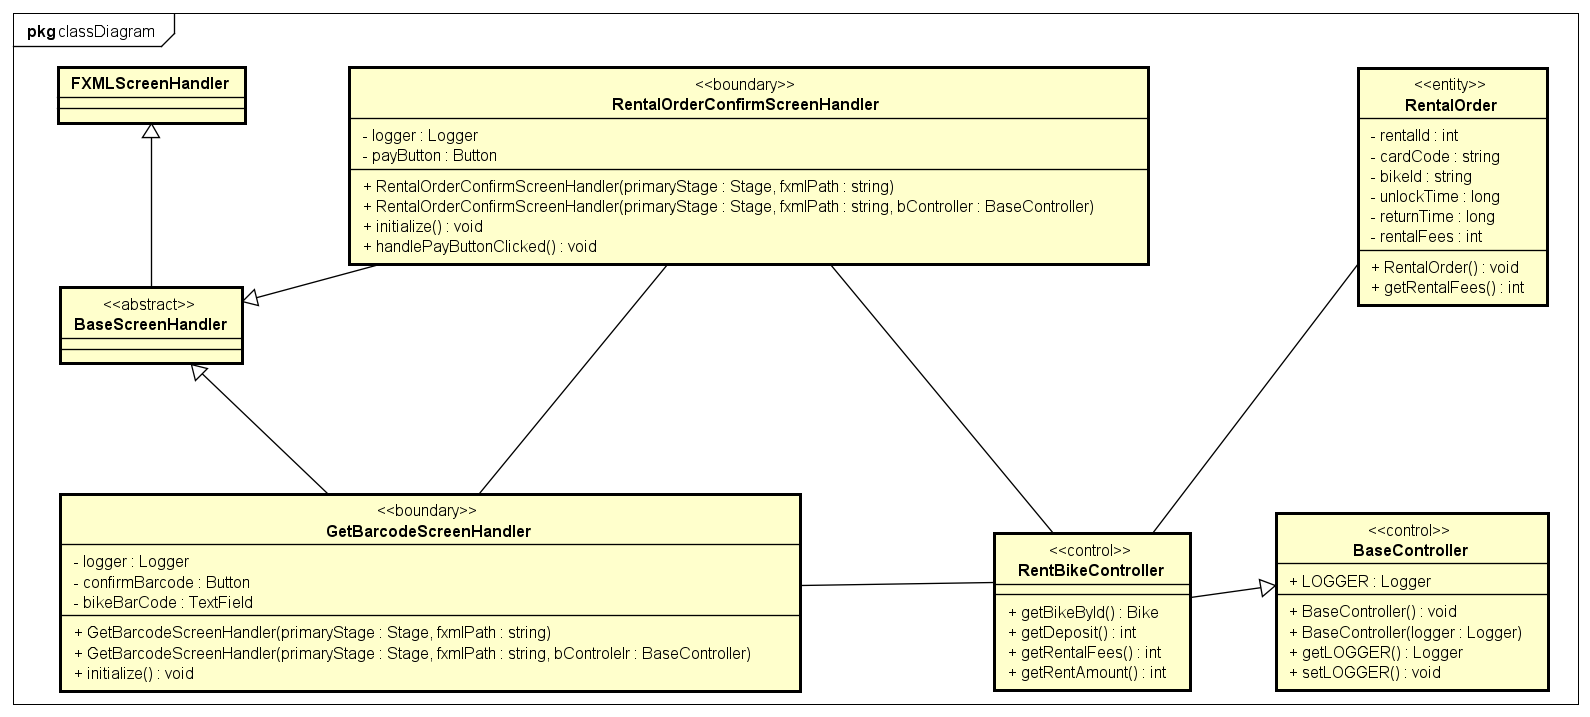 pkg classDiagram
FXMLScreenHandler
<<boundary>>
RentalOrderConfirmScreenHandler
- logger : Logger
- payButton : Button
+ RentalOrderConfirmScreenHandler(primaryStage : Stage, fxmlPath : string)
+ RentalOrderConfirmScreenHandler(primaryStage : Stage, fxmlPath : string, bController : BaseController)
+ initialize() : void
+ handlePayButtonClicked() : void
<<entity>>
RentalOrder
- rentalId : int
- cardCode : string
- bikeId : string
- unlockTime : long
- returnTime : long
- rentalFees : int
+ RentalOrder() : void
+ getRentalFees() : int
<<abstract>>
BaseScreenHandler
<<boundary>>
GetBarcodeScreenHandler
- logger : Logger
- confirmBarcode : Button
- bikeBarCode : TextField
+ GetBarcodeScreenHandler(primaryStage : Stage, fxmlPath : string)
+ GetBarcodeScreenHandler(primaryStage : Stage, fxmlPath : string, bControlelr : BaseController)
+ initialize() : void
<<control>>
RentBikeController
+ getBikeById() : Bike
+ getDeposit() : int
+ getRentalFees() : int
+ getRentAmount() : int
<<control>>
BaseController
+ LOGGER : Logger
+ BaseController() : void
+ BaseController(logger : Logger)
+ getLOGGER() : Logger
+ setLOGGER() : void